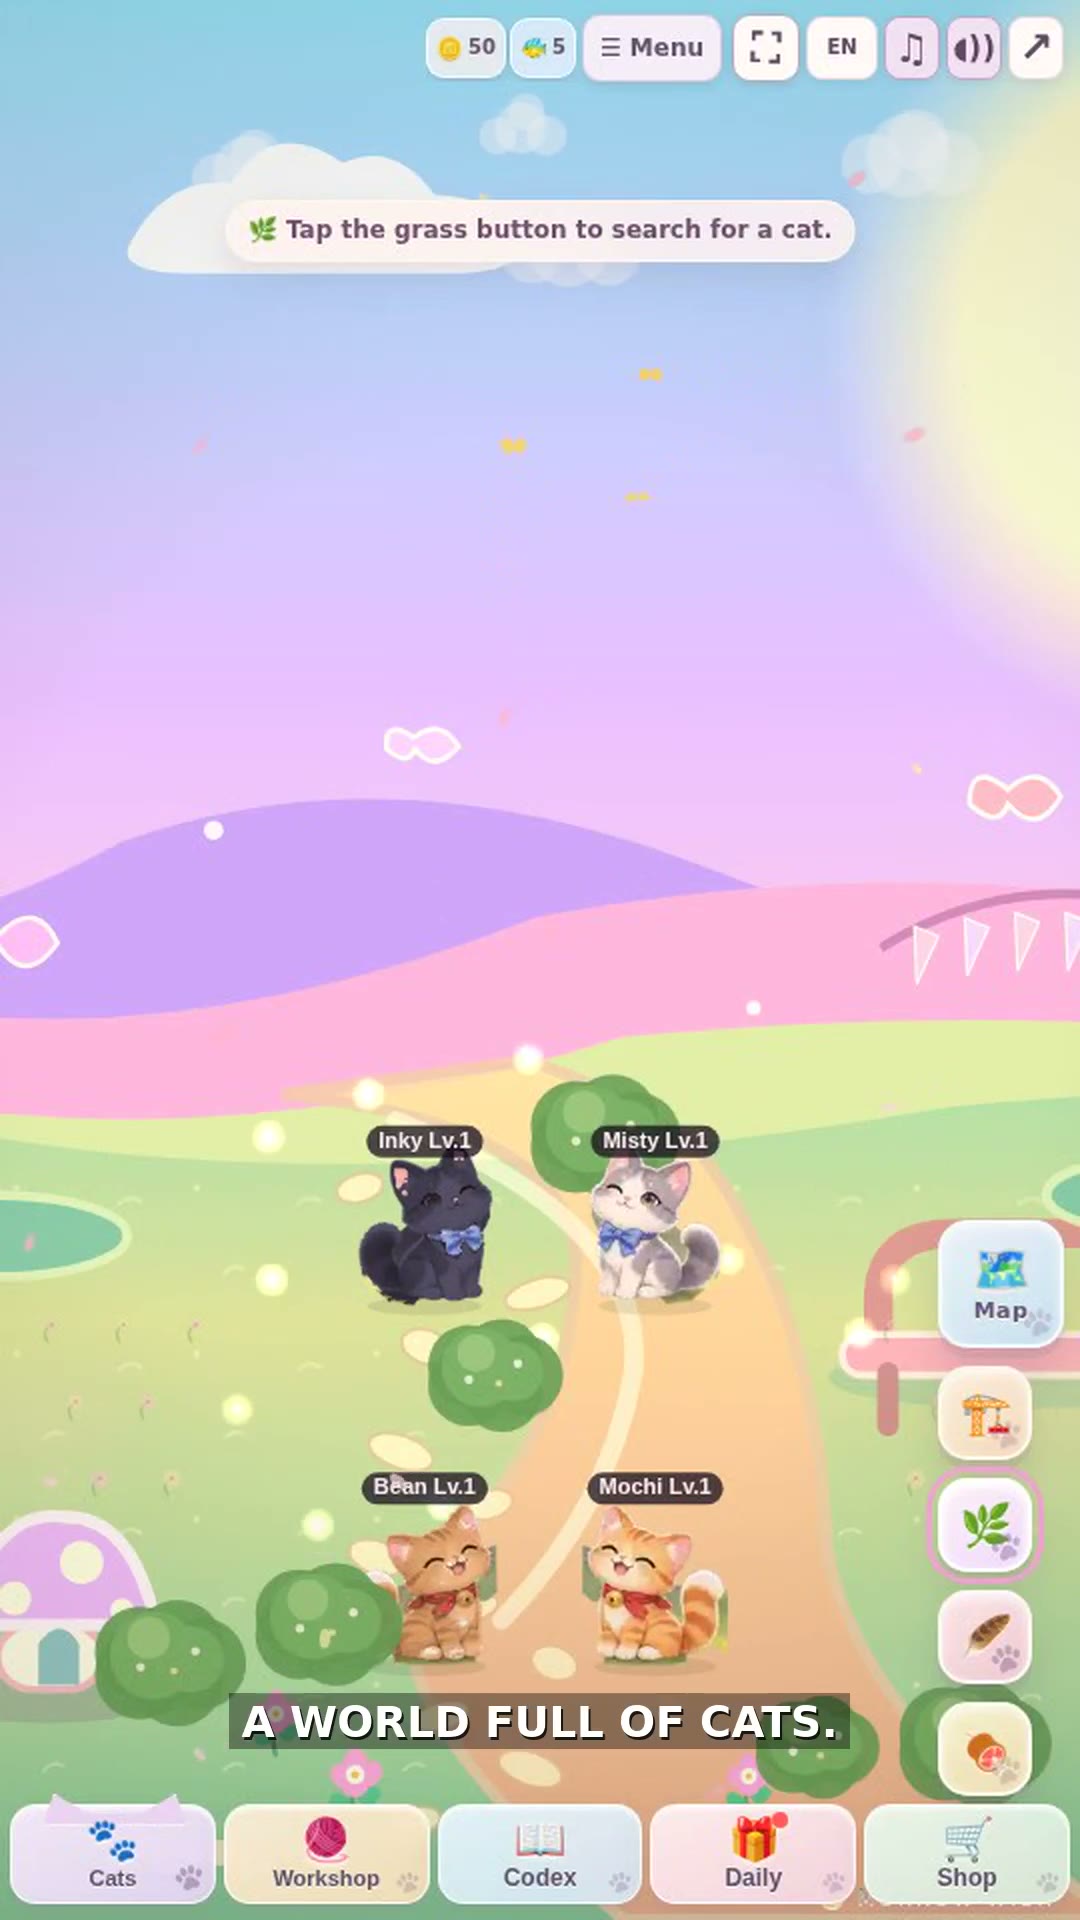 50
5
☰ Menu
EN
Tap the grass button to search for a cat.
Inky Lv.1
Misty Lv.1
Map
Bean Lv.1
Mochi Lv.1
A WORLD FULL OF CATS.
Cats
Workshop
Codex
Daily
Shop